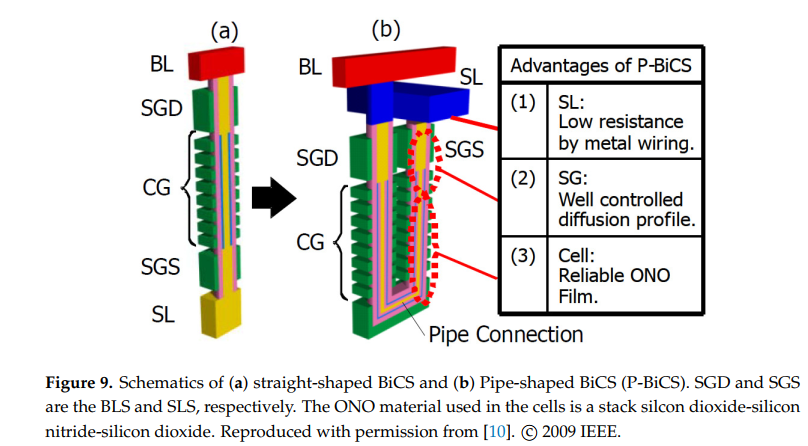 (a)
BL
SGD
CG
SGS
SL
(b)
BL
SL
SGD
SGS
CG
Pipe Connection
Advantages of P-BiCS
(1) SL:
Low resistance
by metal wiring.
(2) SG:
Well controlled
diffusion profile.
(3) Cell:
Reliable ONO
Film.
Figure 9. Schematics of (a) straight-shaped BiCS and (b) Pipe-shaped BiCS (P-BiCS). SGD and SGS
are the BLS and SLS, respectively. The ONO material used in the cells is a stack silcon dioxide-silicon
nitride-silicon dioxide. Reproduced with permission from [10]. © 2009 IEEE.